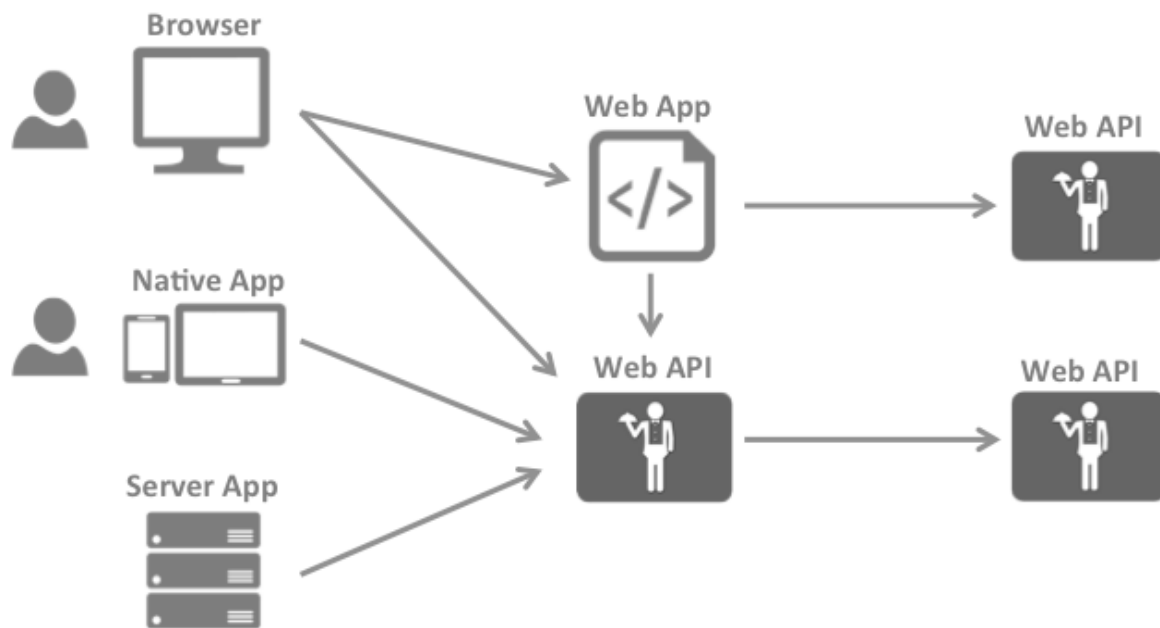 Browser
Web App
Web API
Native App
Web API
Web API
Server App
</>